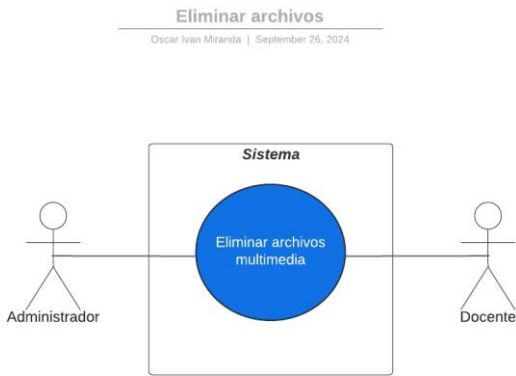 Eliminar archivos
Oscar Ivan Miranda | September 26, 2024
Sistema
Eliminar archivos
multimedia
Administrador
Docente